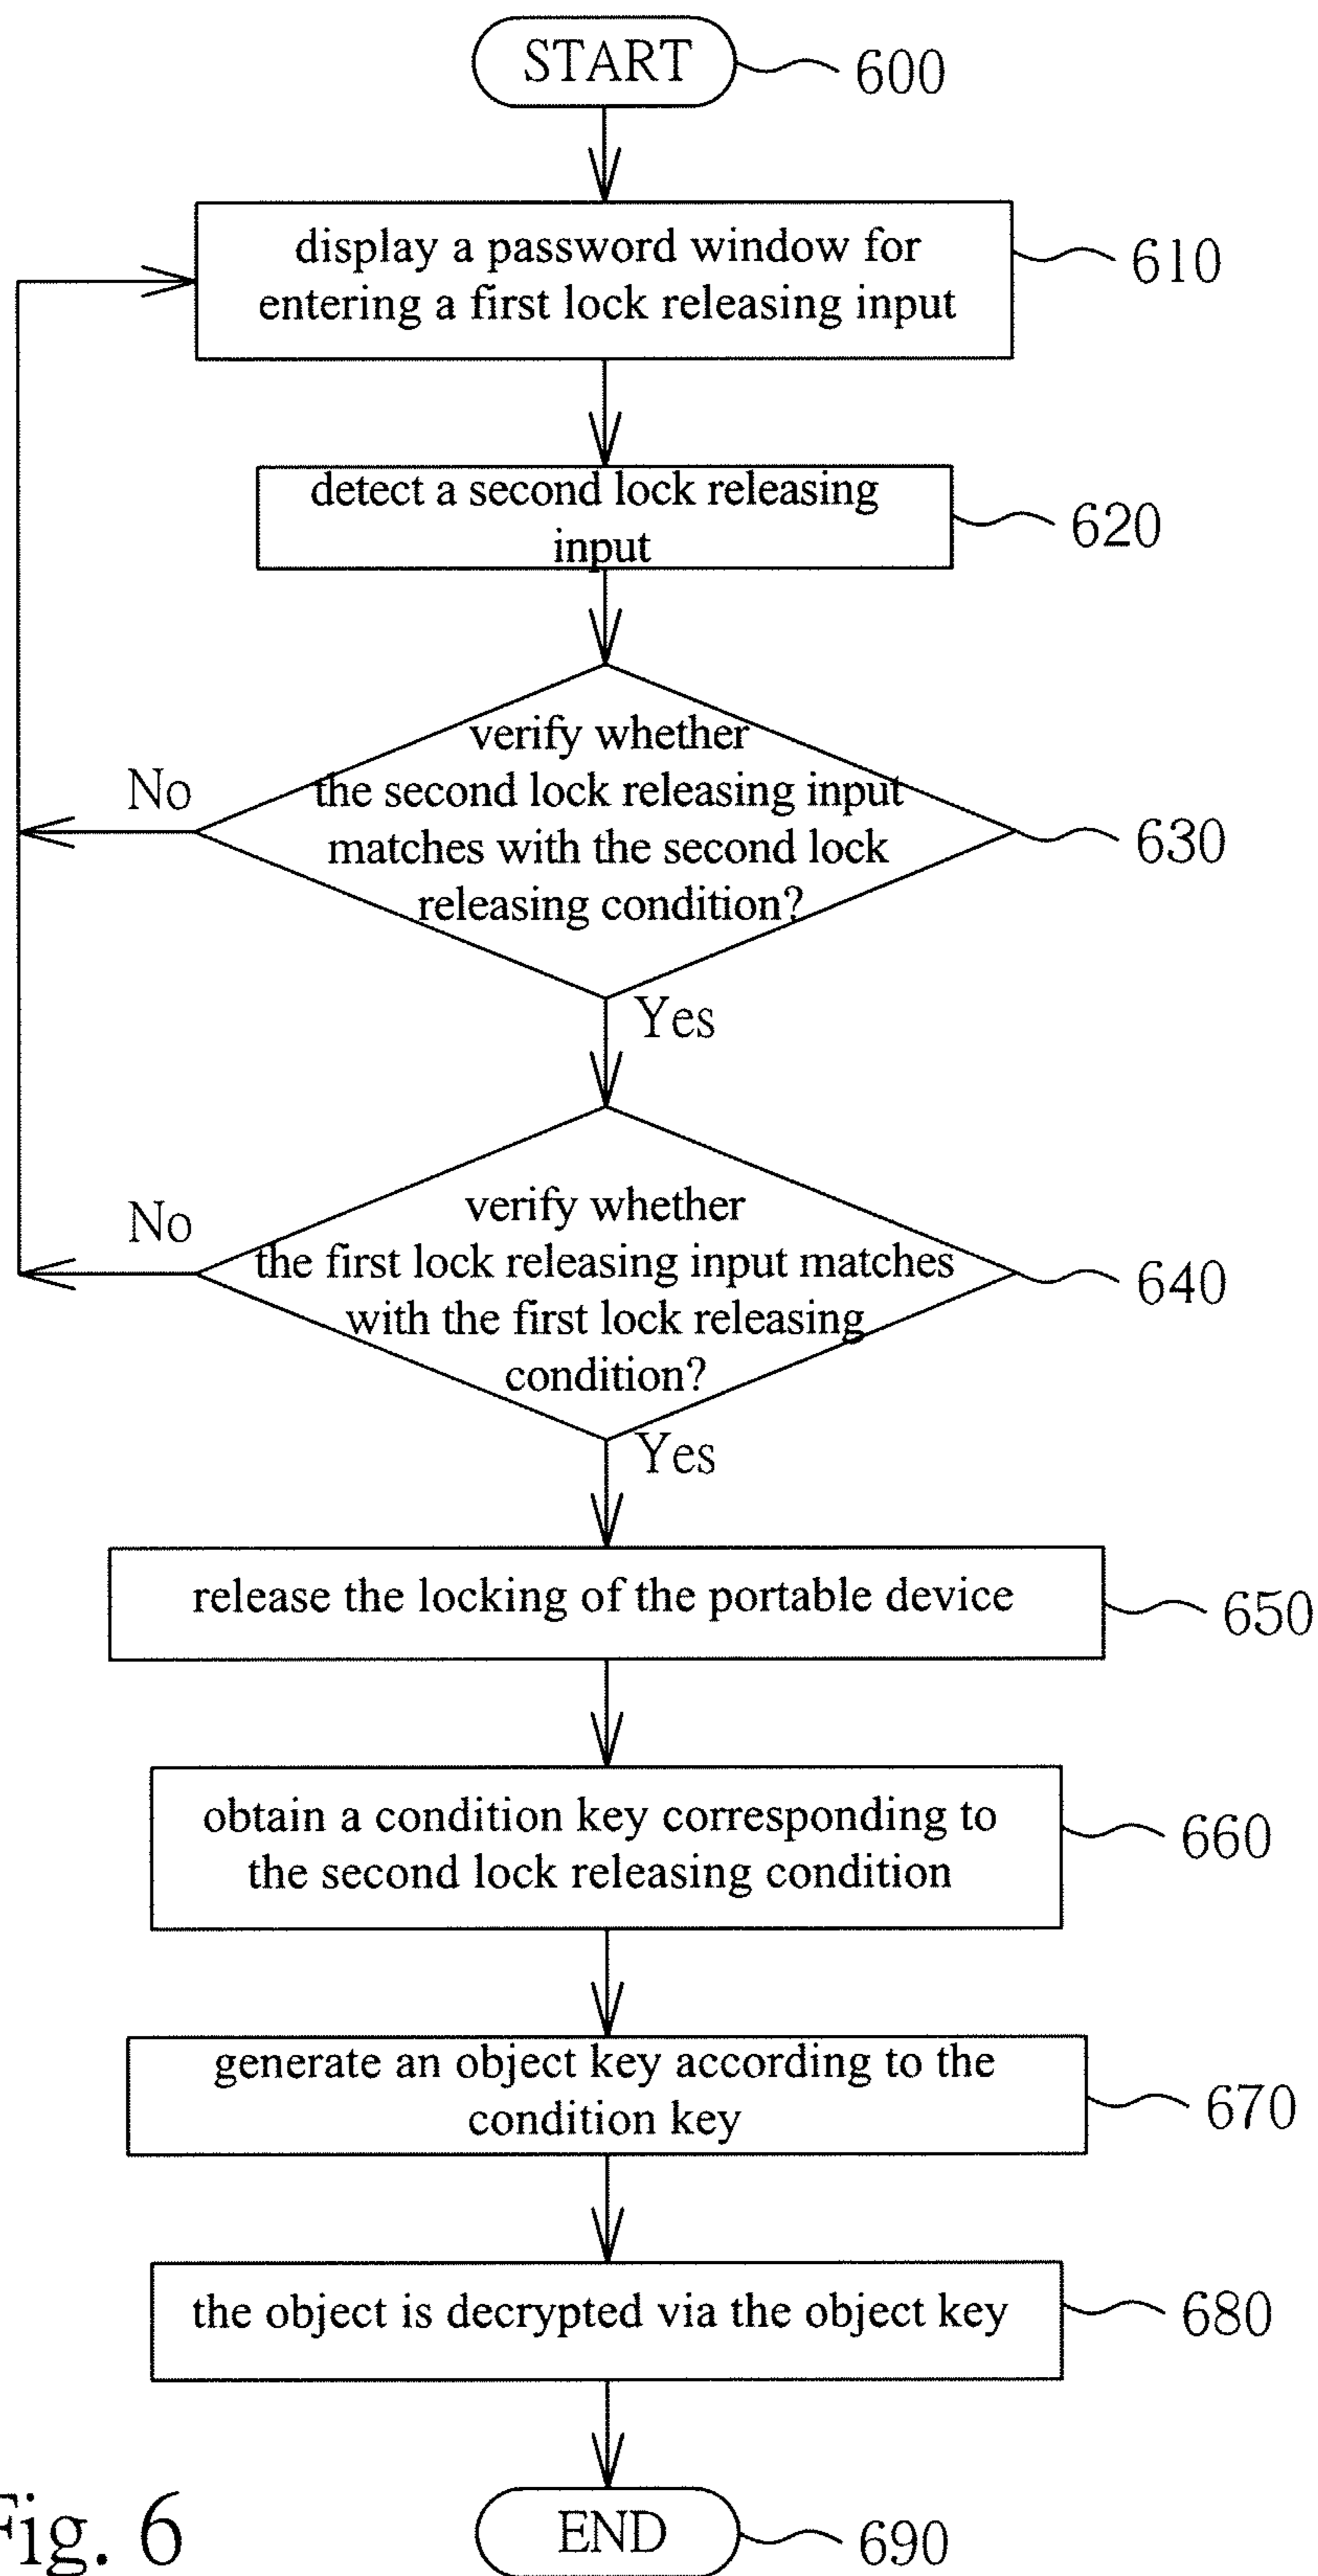 START
600
display a password window for
entering a first lock releasing input
610
detect a second lock releasing
input
620
verify whether
the second lock releasing input
matches with the second lock
releasing condition?
No
630
Yes
verify whether
the first lock releasing input matches
with the first lock releasing
condition?
No
640
Yes
release the locking of the portable device
650
obtain a condition key corresponding to
the second lock releasing condition
660
generate an object key according to the
condition key
670
the object is decrypted via the object key
680
END
690
Fig. 6